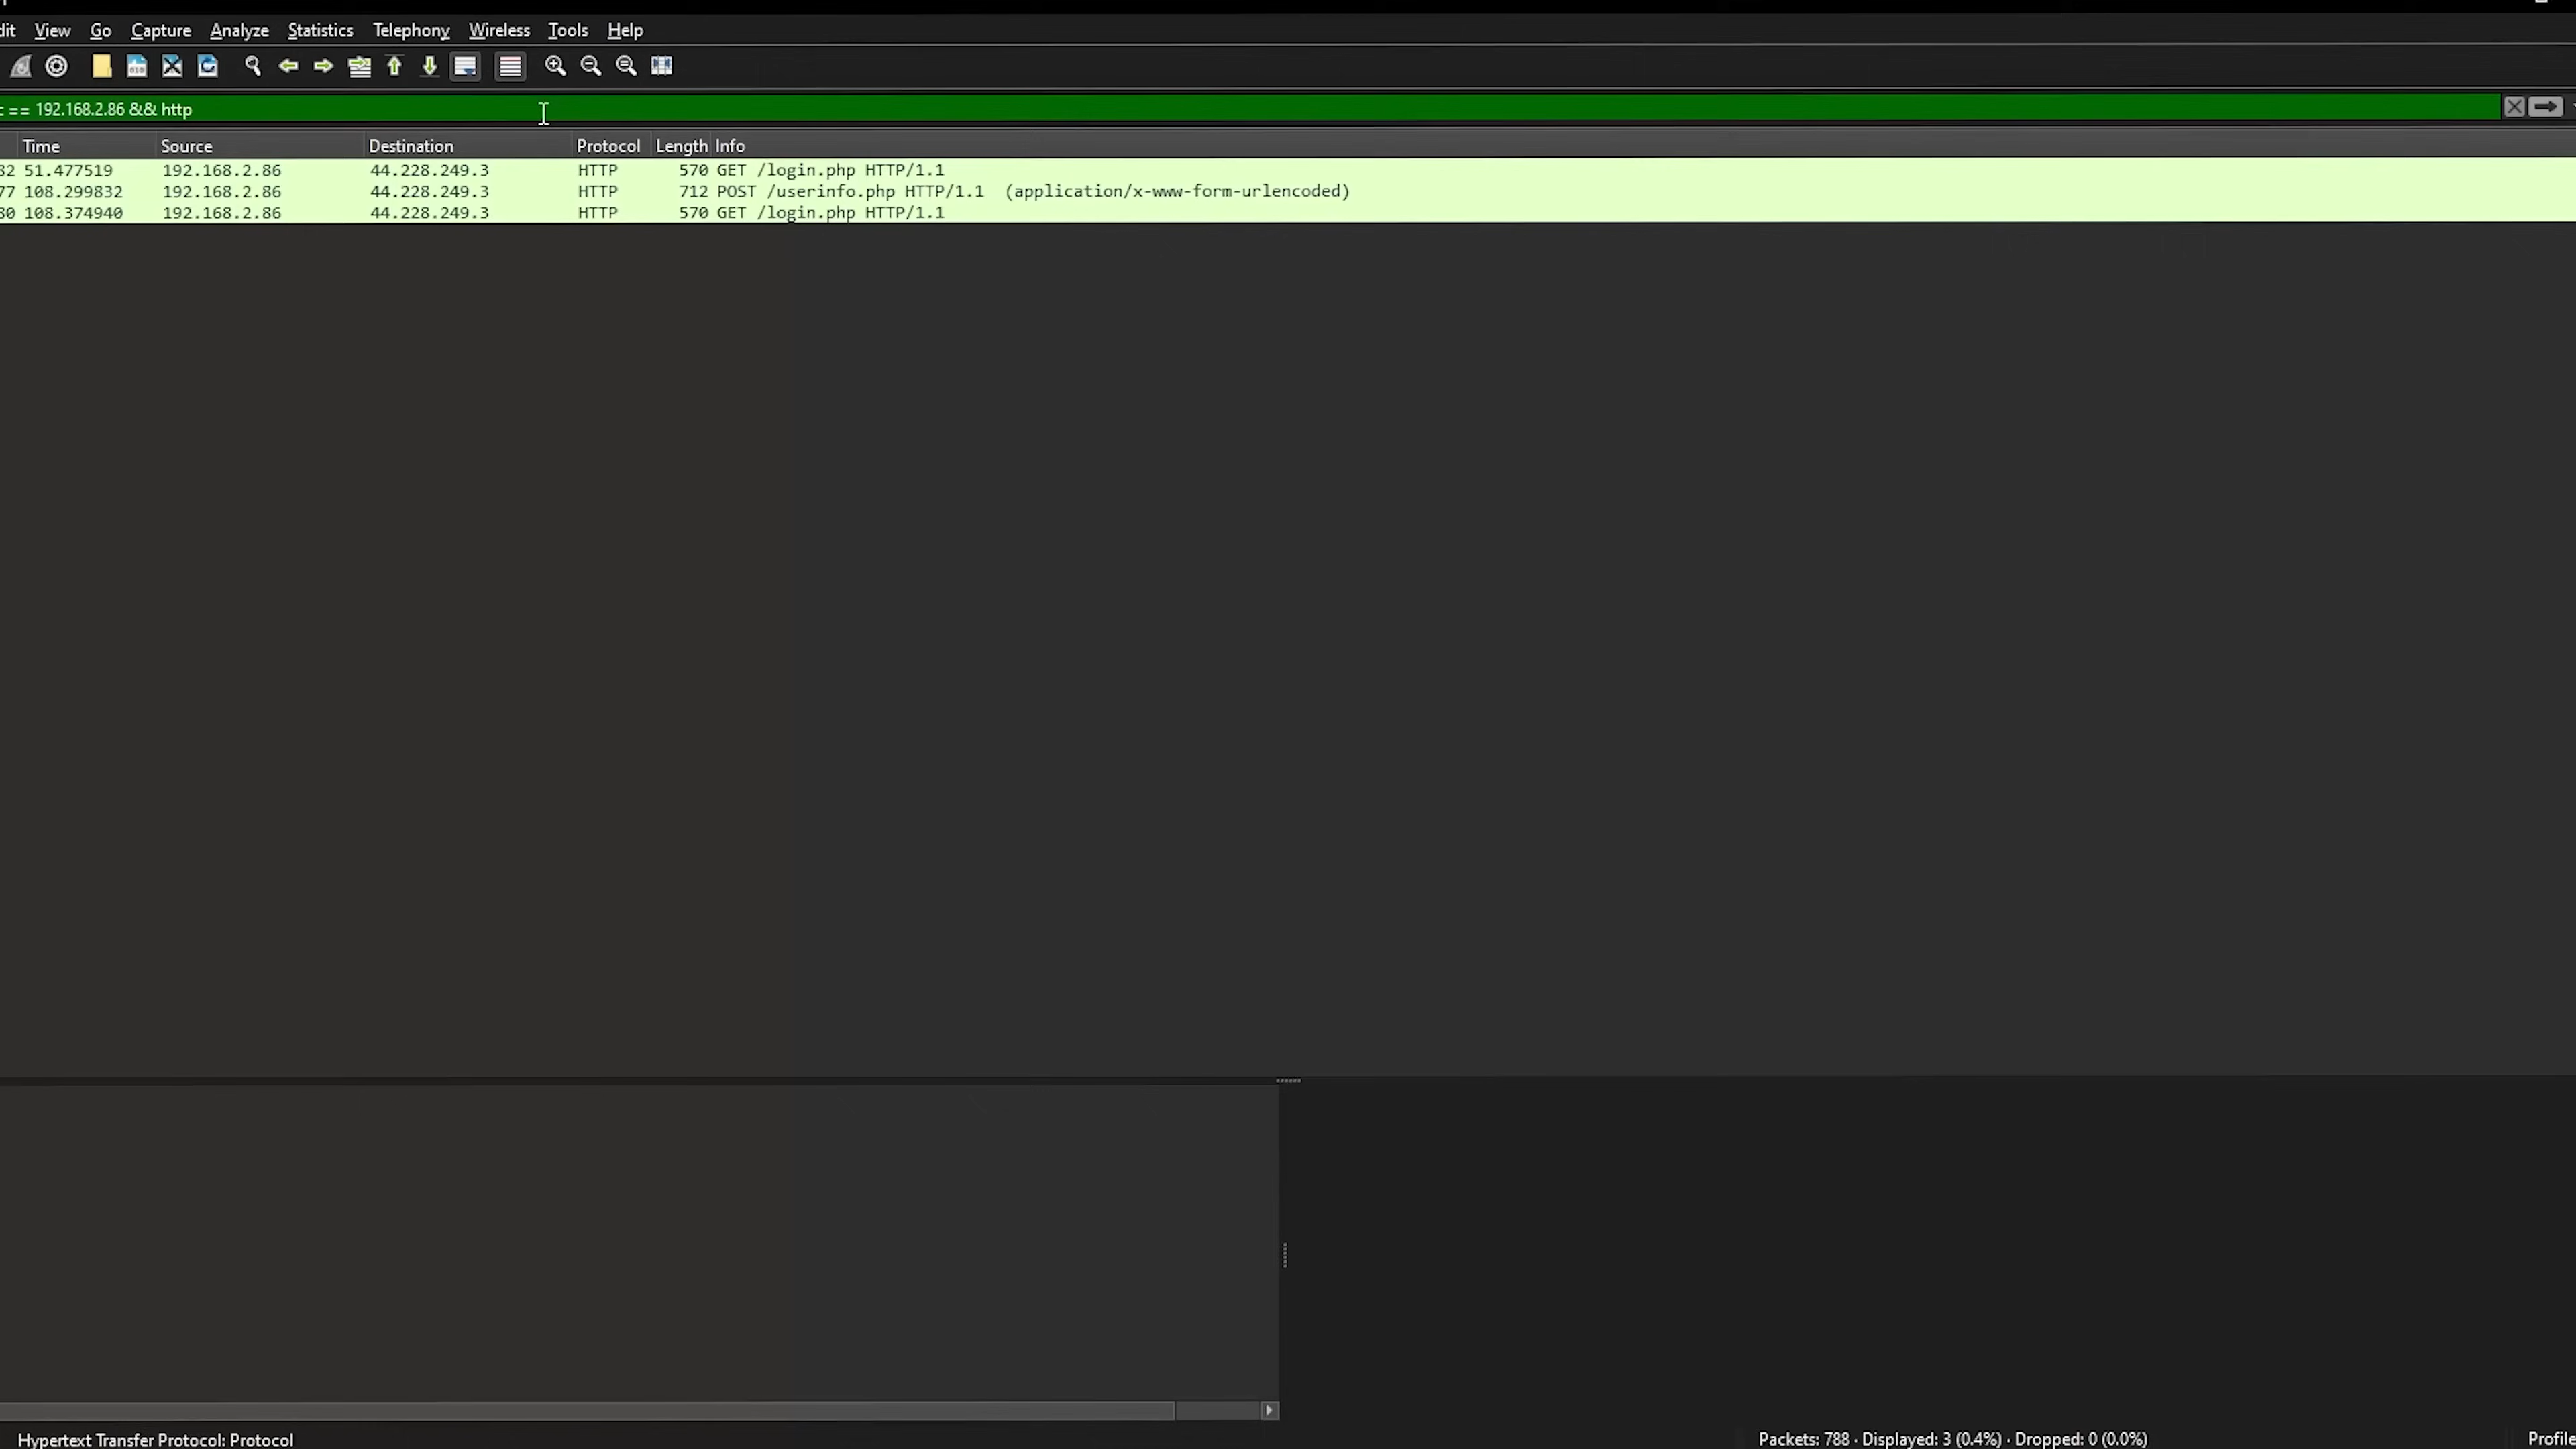 dit View Go Capture Analyze Statistics Telephony Wireless Tools Help
c == 192.168.2.86 && http
Time Source Destination Protocol Length Info
82 51.477519 192.168.2.86 44.228.249.3 HTTP 570 GET /login.php HTTP/1.1
77 108.299832 192.168.2.86 44.228.249.3 HTTP 712 POST /userinfo.php HTTP/1.1 (application/x-www-form-urlencoded)
80 108.374940 192.168.2.86 44.228.249.3 HTTP 570 GET /login.php HTTP/1.1
Hypertext Transfer Protocol: Protocol Packets: 788 · Displayed: 3 (0.4%) · Dropped: 0 (0.0%) Profile